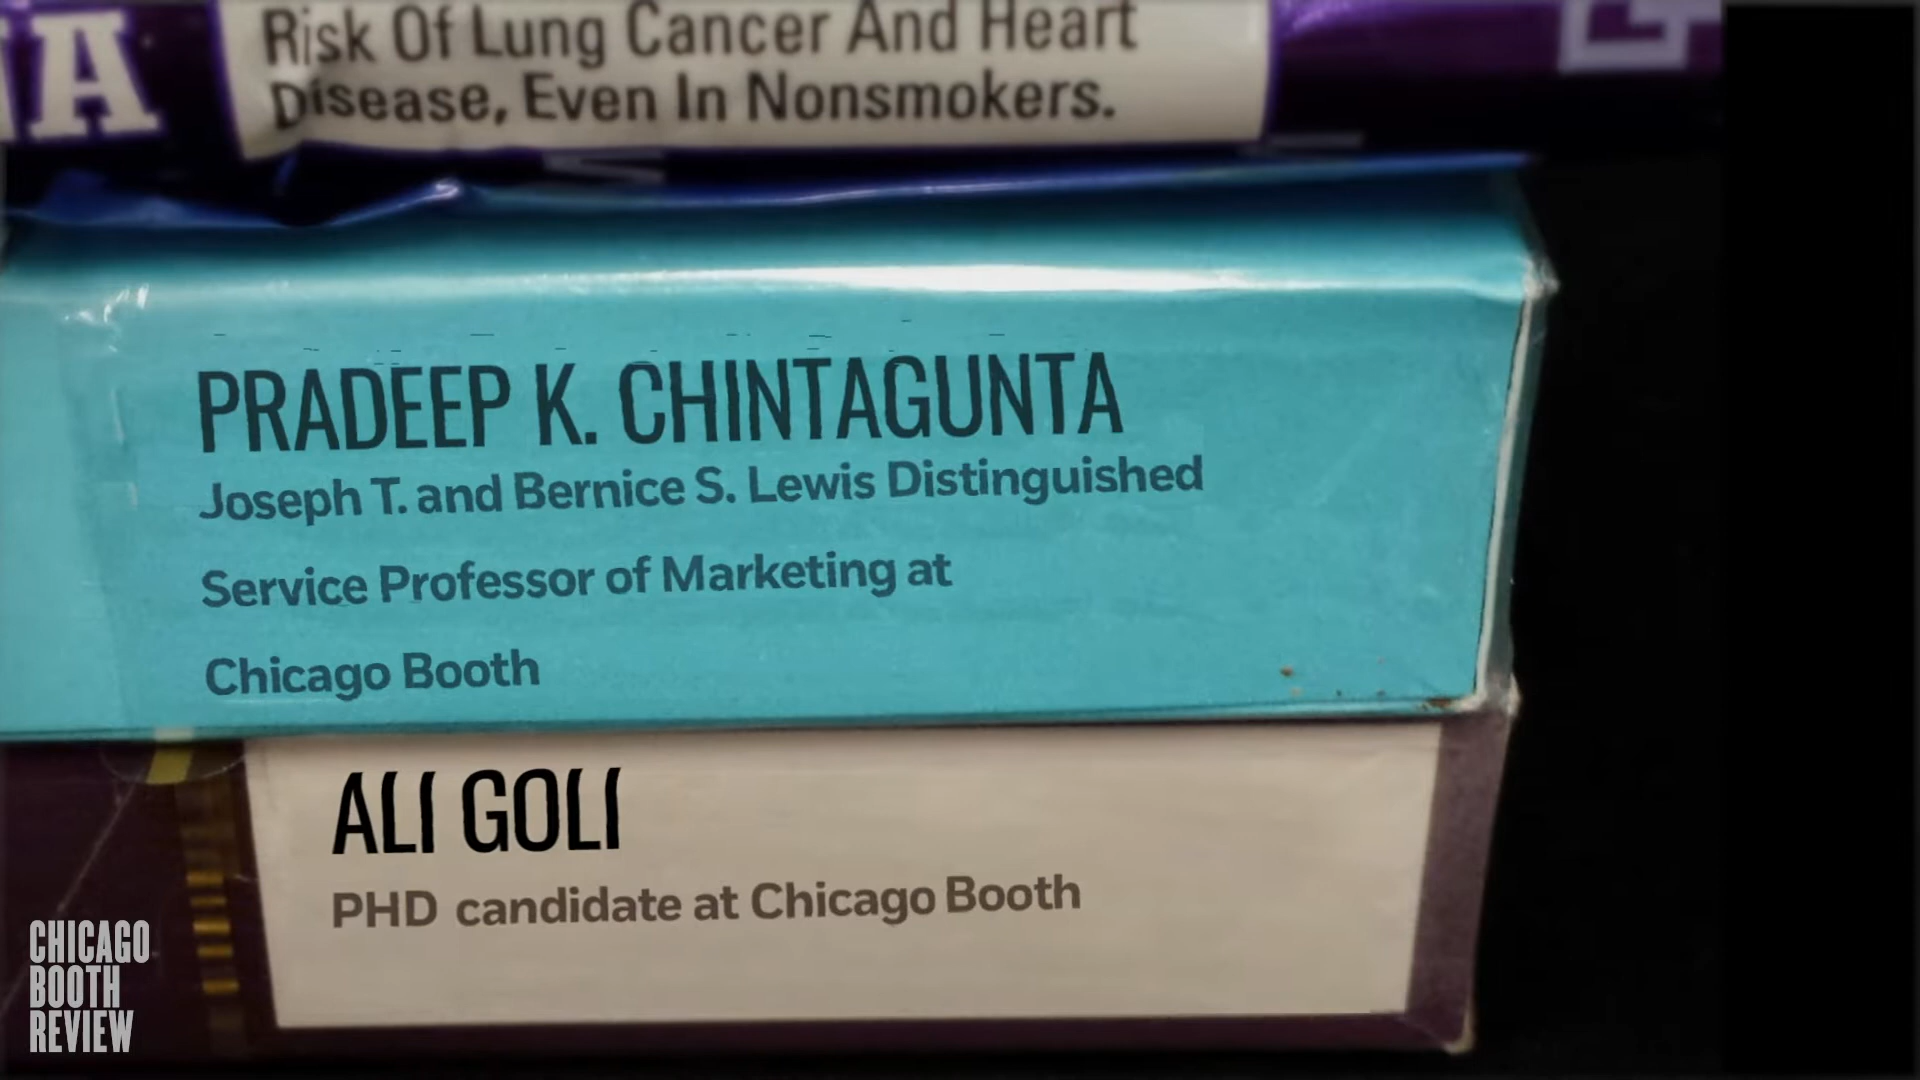 A
Risk Of Lung Cancer And Heart
Disease, Even In Nonsmokers.
PRADEEP K. CHINTAGUNTA
Joseph T. and Bernice S. Lewis Distinguished
Service Professor of Marketing at
Chicago Booth
ALI GOLI
PHD candidate at Chicago Booth
CHICAGO
BOOTH
REVIEW